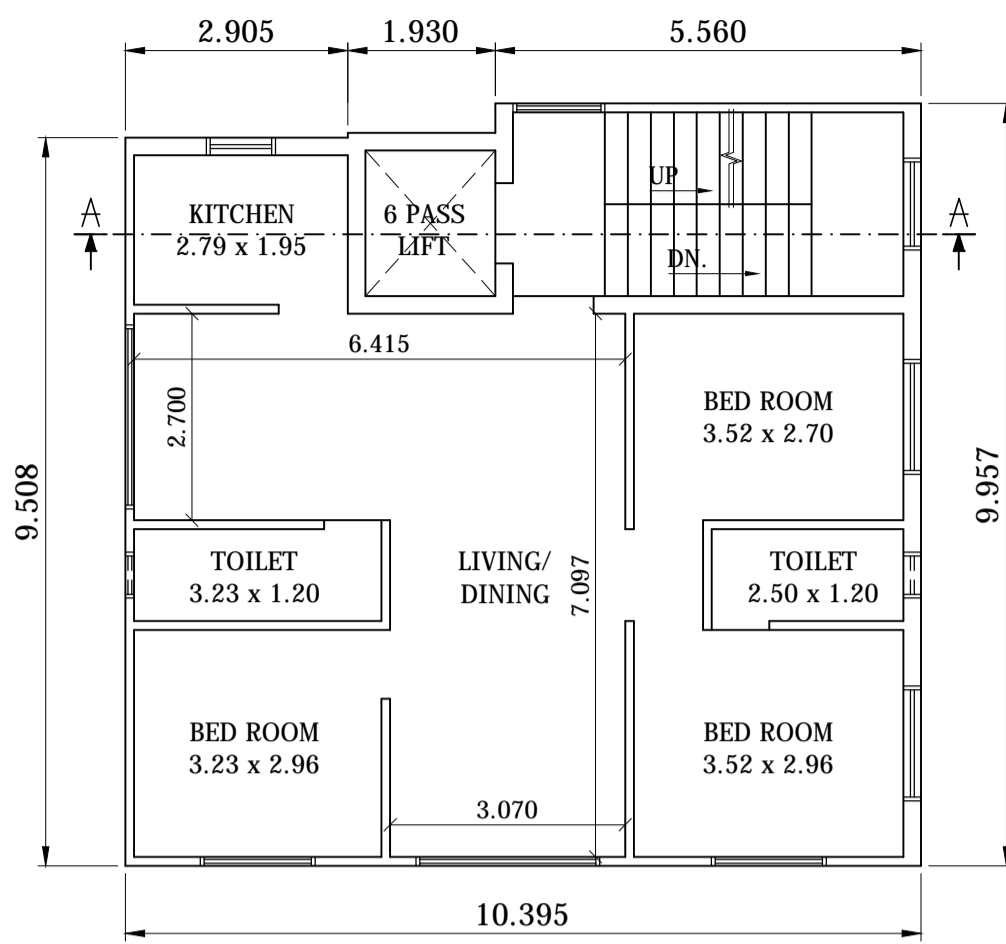 2.905
1.930
5.560
A
KITCHEN
2.79 x 1.95
6 PASS
LIFT
UP
DN.
A
6.415
2.700
BED ROOM
3.52 x 2.70
9.508
9.957
TOILET
3.23 x 1.20
LIVING/
DINING
7.097
TOILET
2.50 x 1.20
BED ROOM
3.23 x 2.96
BED ROOM
3.52 x 2.96
3.070
10.395